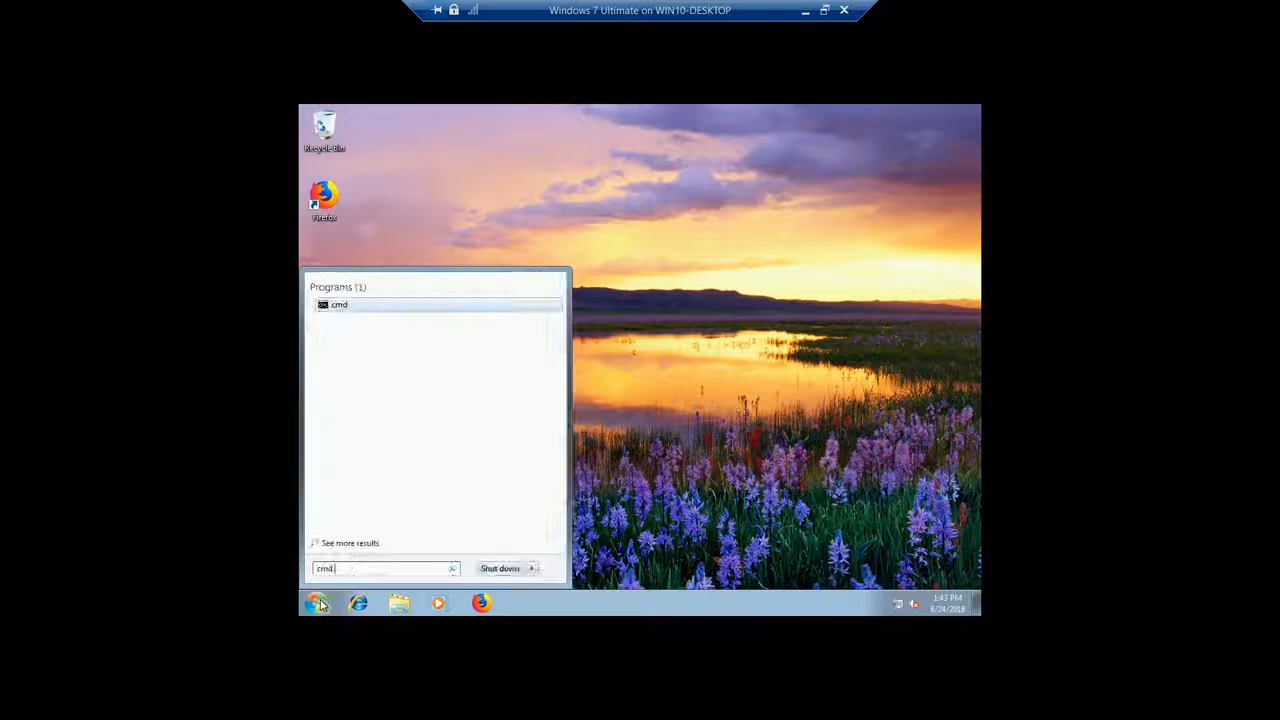 Windows 7 Ultimate on WIN10-DESKTOP
Recycle Bin
Firefox
Programs (1)
cmd
See more results
cmd
Shut down
1:43 PM
8/24/2018